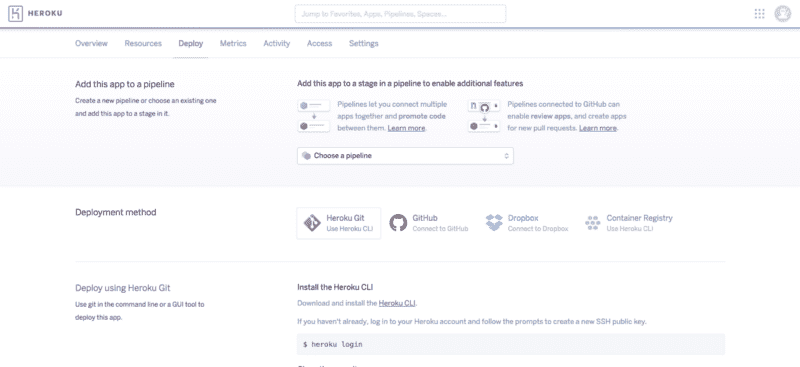 HEROKU
Jump to Favorites, Apps, Pipelines, Spaces...
Overview Resources Deploy Metrics Activity Access Settings
Add this app to a pipeline
Create a new pipeline or choose an existing one
and add this app to a stage in it.
Add this app to a stage in a pipeline to enable additional features
Pipelines let you connect multiple
apps together and promote code
between them. Learn more.
Pipelines connected to GitHub can
enable review apps, and create apps
for new pull requests. Learn more.
Choose a pipeline
Deployment method
Heroku Git
Use Heroku CLI
GitHub
Connect to GitHub
Dropbox
Connect to Dropbox
Container Registry
Use Heroku CLI
Deploy using Heroku Git
Use git in the command line or a GUI tool to
deploy this app.
Install the Heroku CLI
Download and install the Heroku CLI.
If you haven't already, log in to your Heroku account and follow the prompts to create a new SSH public key.
$ heroku login